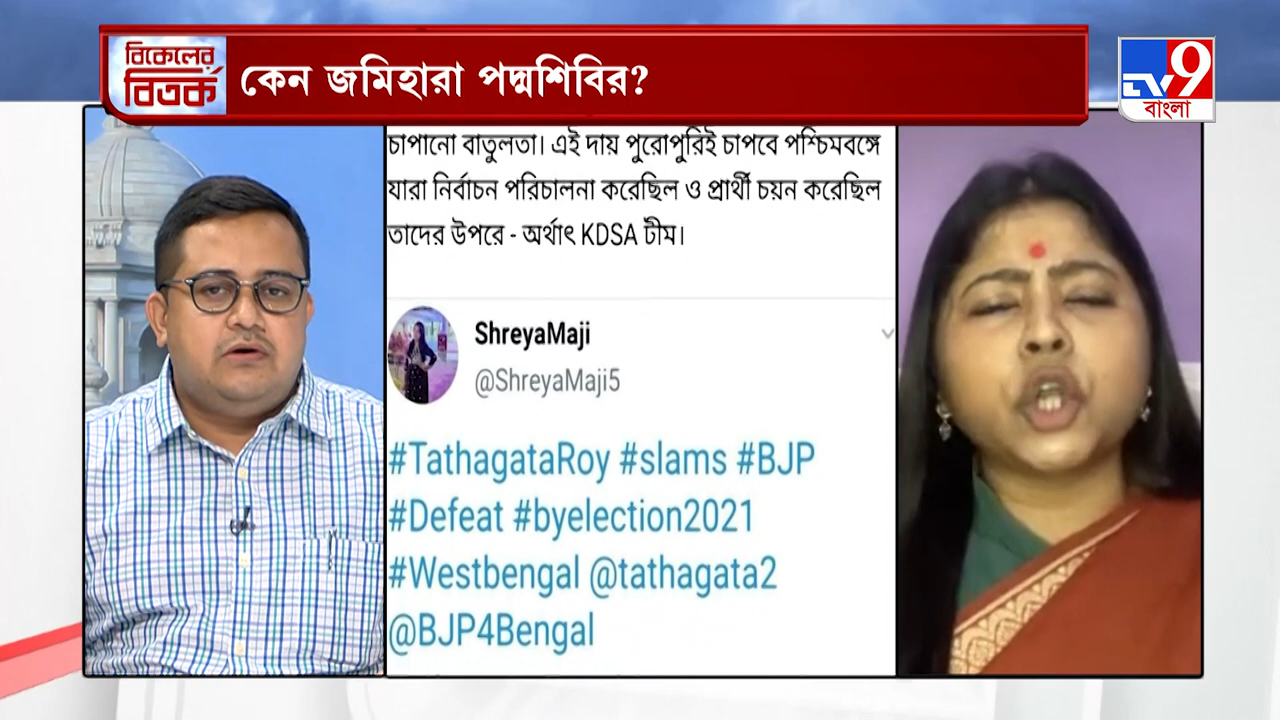 বিকেলের
বিতর্ক
কেন জমিহারা পদ্মশিবির?
TV9
বাংলা
চাপানো বাতুলতা। এই দায় পুরোপুরিই চাপবে পশ্চিমবঙ্গে
যারা নির্বাচন পরিচালনা করেছিল ও প্রার্থী চয়ন করেছিল
তাদের উপরে - অর্থাৎ KDSA টীম।
ShreyaMaji
@ShreyaMaji5
#TathagataRoy #slams #BJP
#Defeat #byelection2021
#Westbengal @tathagata2
@BJP4Bengal